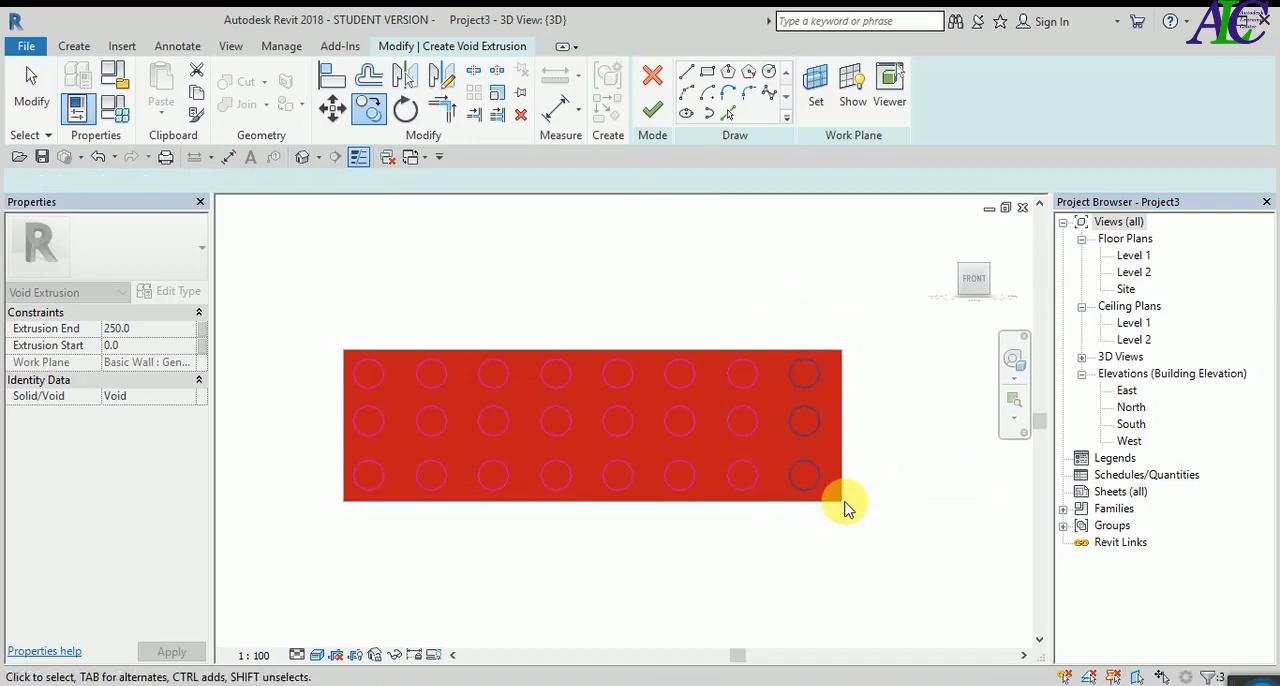 Autodesk Revit 2018 - STUDENT VERSION - Project3 - 3D View: {3D}
Type a keyword or phrase
Sign In
ALC
File Create Insert Annotate View Manage Add-Ins Modify | Create Void Extrusion
Modify Paste Cut Join Set Show Viewer
Select Properties Clipboard Geometry Modify Measure Create Mode Draw Work Plane
Properties
Void Extrusion Edit Type
Constraints
Extrusion End 250.0
Extrusion Start 0.0
Work Plane Basic Wall : Gen...
Identity Data
Solid/Void Void
Properties help Apply
FRONT
1 : 100
Project Browser - Project3
Views (all)
Floor Plans
Level 1
Level 2
Site
Ceiling Plans
Level 1
Level 2
3D Views
Elevations (Building Elevation)
East
North
South
West
Legends
Schedules/Quantities
Sheets (all)
Families
Groups
Revit Links
Click to select, TAB for alternates, CTRL adds, SHIFT unselects.
:3